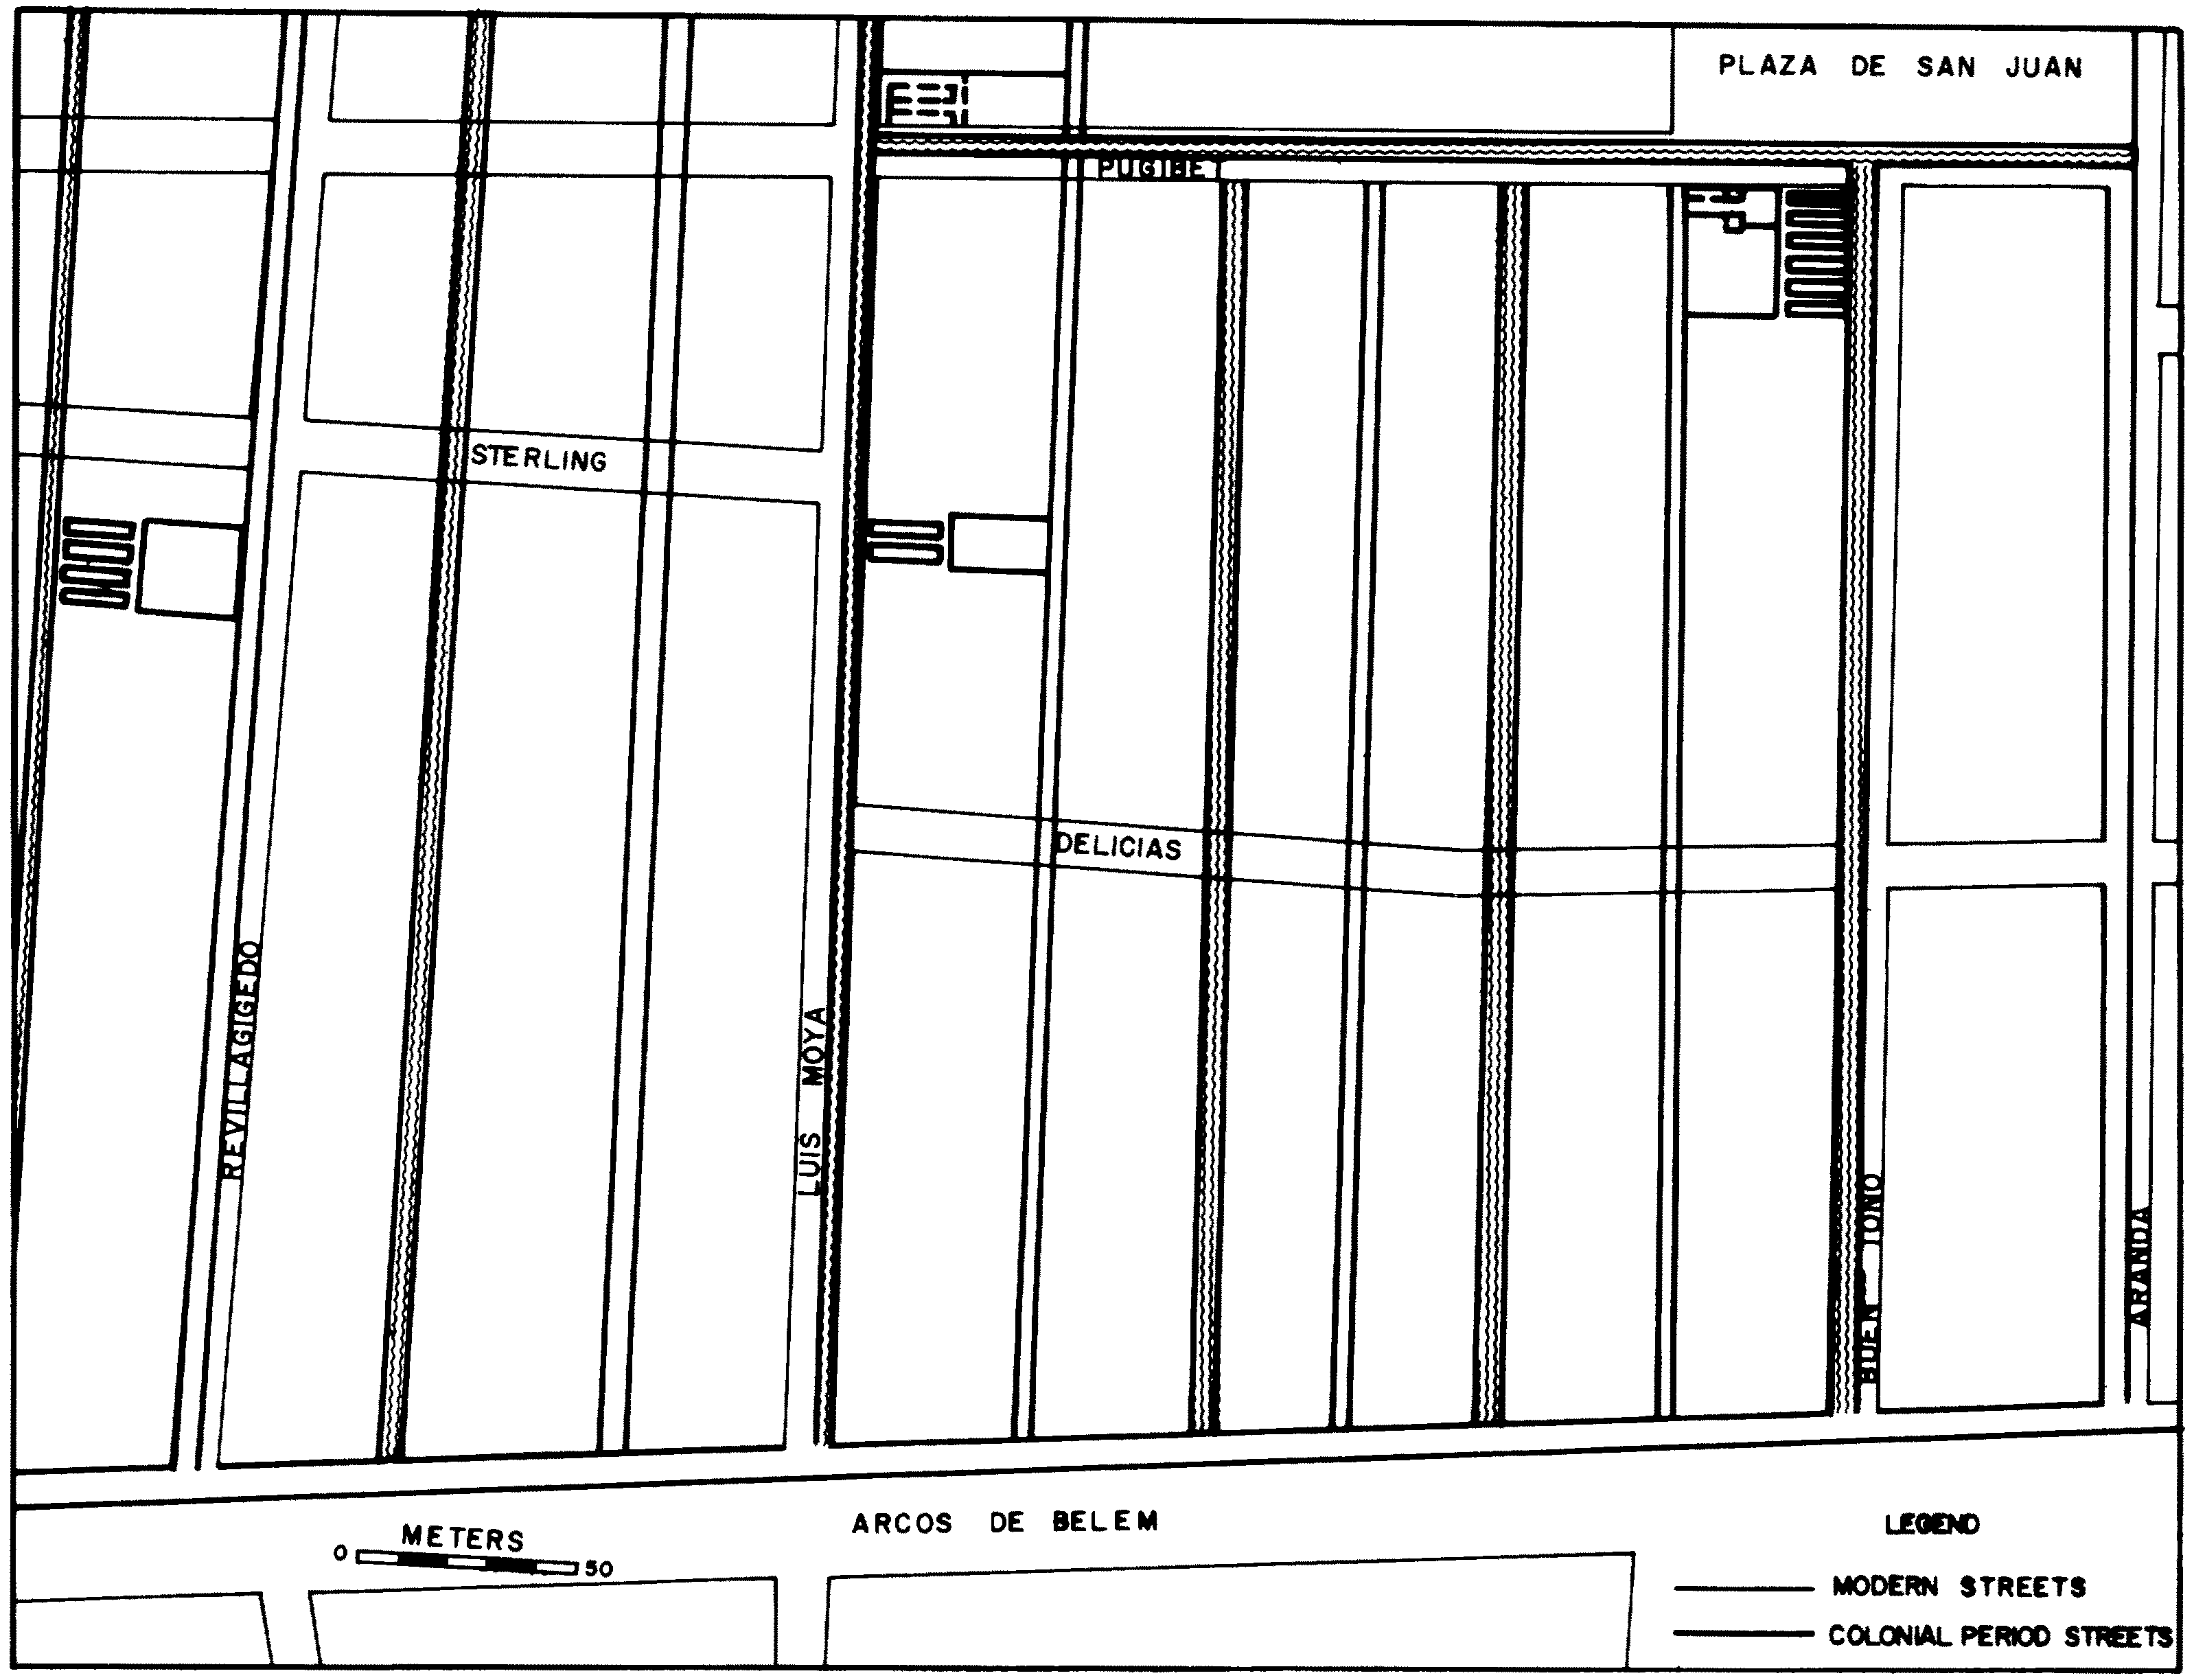 PLAZA DE SAN JUAN
PUGIBET
STERLING
DELICIAS
REVILLAGIGEDO
LUIS MOYA
BUEN TONO
ARANDA
ARCOS DE BELEM
METERS
0 50
LEGEND
MODERN STREETS
COLONIAL PERIOD STREETS